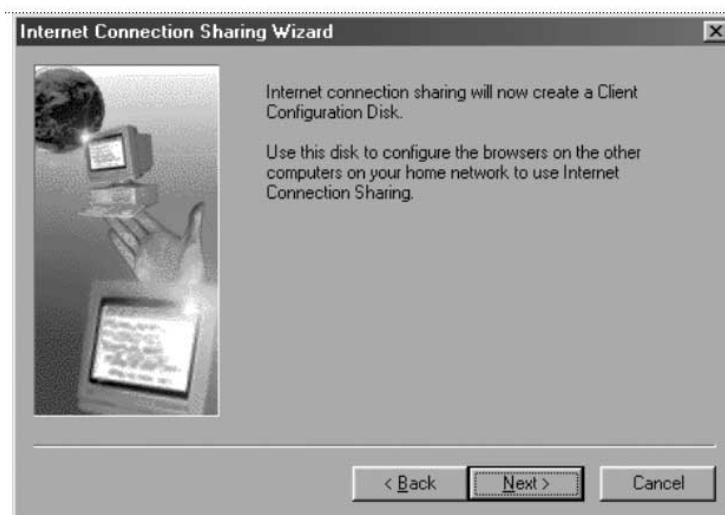 Internet Connection Sharing Wizard
Internet connection sharing will now create a Client
Configuration Disk.
Use this disk to configure the browsers on the other
computers on your home network to use Internet
Connection Sharing.
< Back
Next >
Cancel